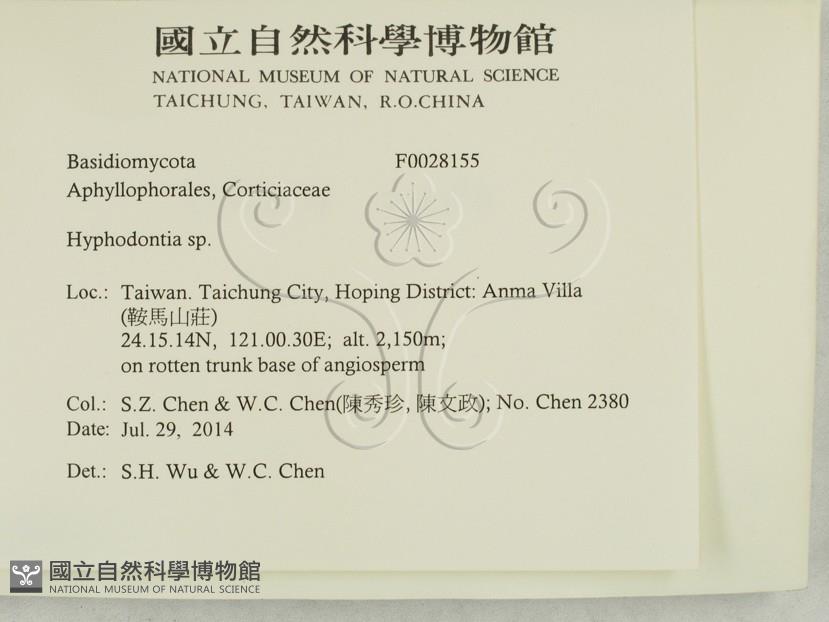 國立自然科學博物館
NATIONAL MUSEUM OF NATURAL SCIENCE
TAICHUNG, TAIWAN, R.O.CHINA
Basidiomycota F0028155
Aphyllophorales, Corticiaceae
Hyphodontia sp.
Loc.: Taiwan. Taichung City, Hoping District: Anma Villa
(鞍馬山莊)
24.15.14N, 121.00.30E; alt. 2,150m;
on rotten trunk base of angiosperm
Col.: S.Z. Chen & W.C. Chen(陳秀珍, 陳文政); No. Chen 2380
Date: Jul. 29, 2014
Det.: S.H. Wu & W.C. Chen
國立自然科學博物館
NATIONAL MUSEUM OF NATURAL SCIENCE